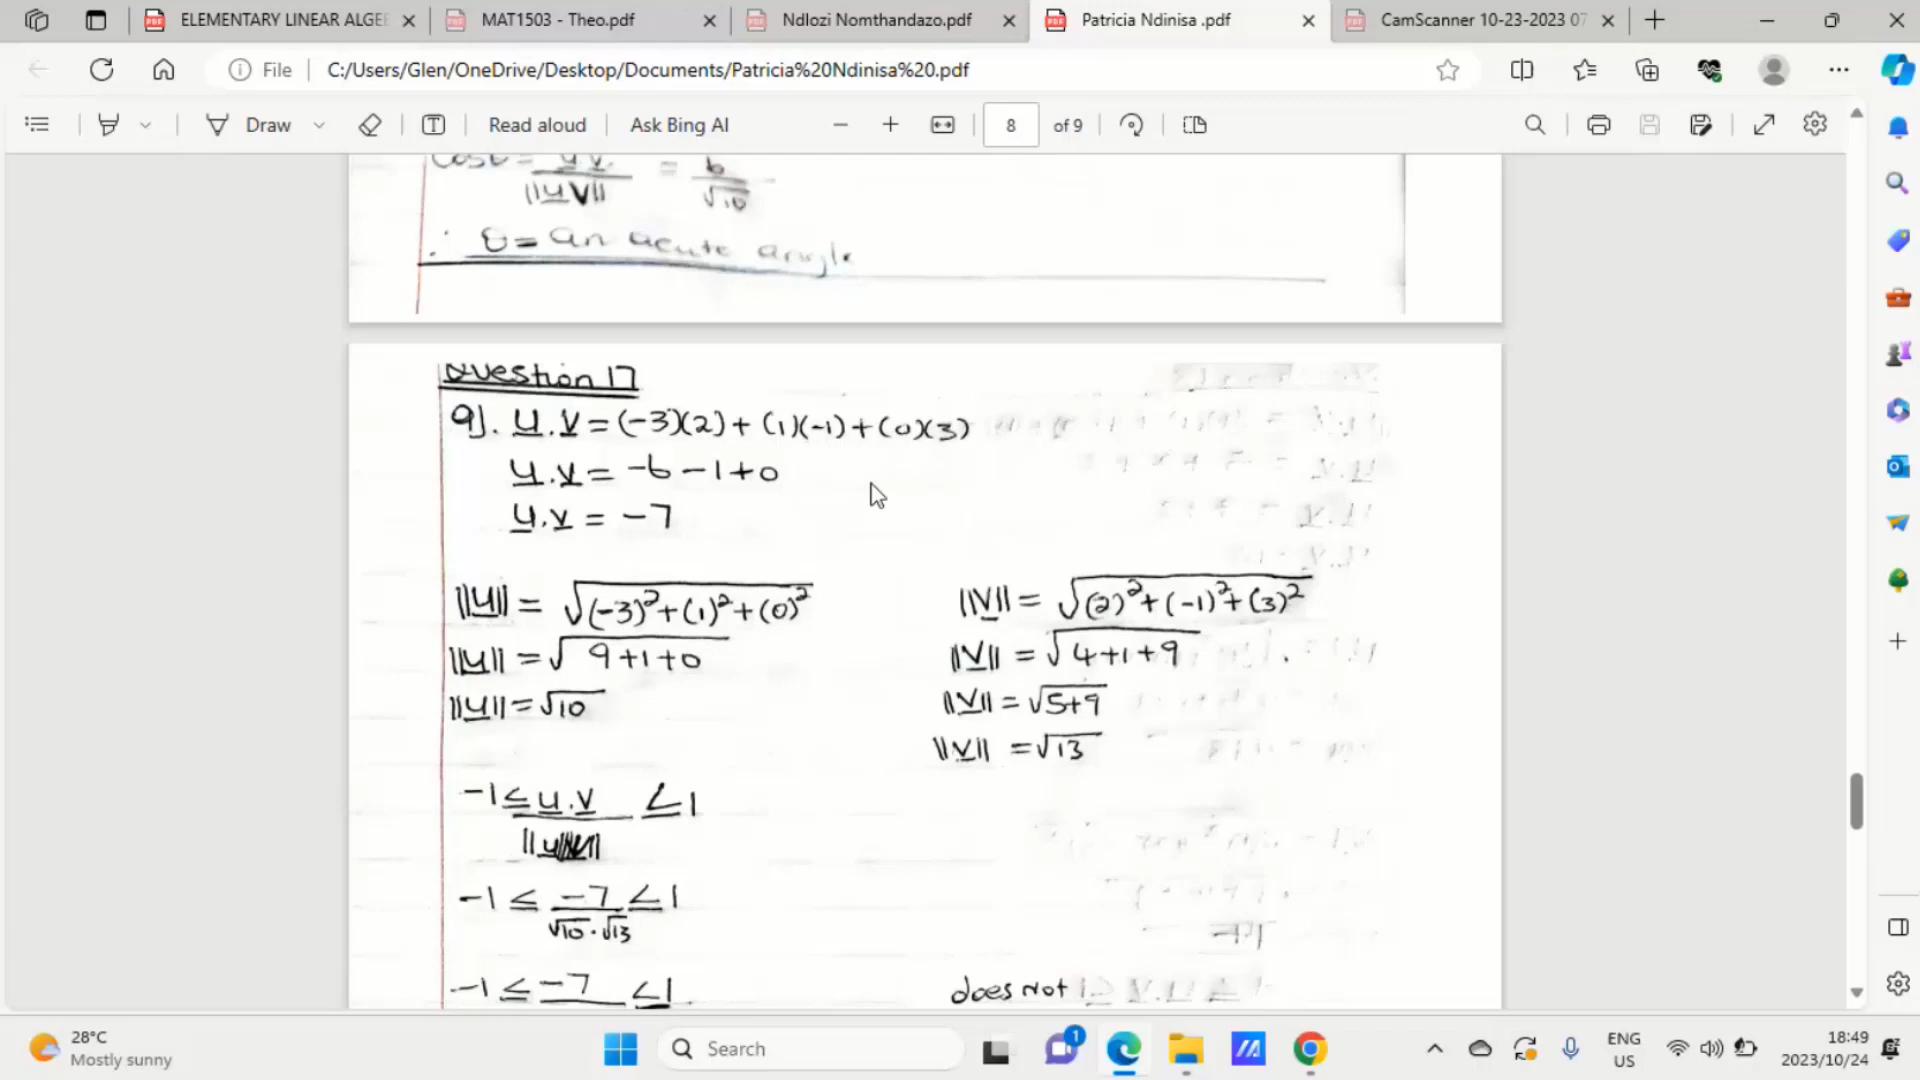 ELEMENTARY LINEAR ALGE
MAT1503 - Theo.pdf
Ndlozi Nomthandazo.pdf
Patricia Ndinisa .pdf
CamScanner 10-23-2023 07
File
C:/Users/Glen/OneDrive/Desktop/Documents/Patricia%20Ndinisa%20.pdf
Draw
Read aloud
Ask Bing AI
8
of 9
Cosθ = u.v. = 6
||uv|| √10
∴ θ = an acute angle
Question 17
9]. u.v = (-3)(2) + (1)(-1) + (0)(3)
u.v = -6 -1 + 0
u.v = -7
||u|| = √(-3)²+(1)²+(0)²
||u|| = √9+1+0
||u|| = √10
||v|| = √(2)²+(-1)²+(3)²
||v|| = √4+1+9
||v|| = √5+9
||v|| = √13
-1 ≤ u.v ≤ 1
-1 ≤ -7 ≤ 1
√10 . √13
-1 ≤ -7 ≤ 1
does not
28°C
Mostly sunny
Search
1
ENG
US
18:49
2023/10/24